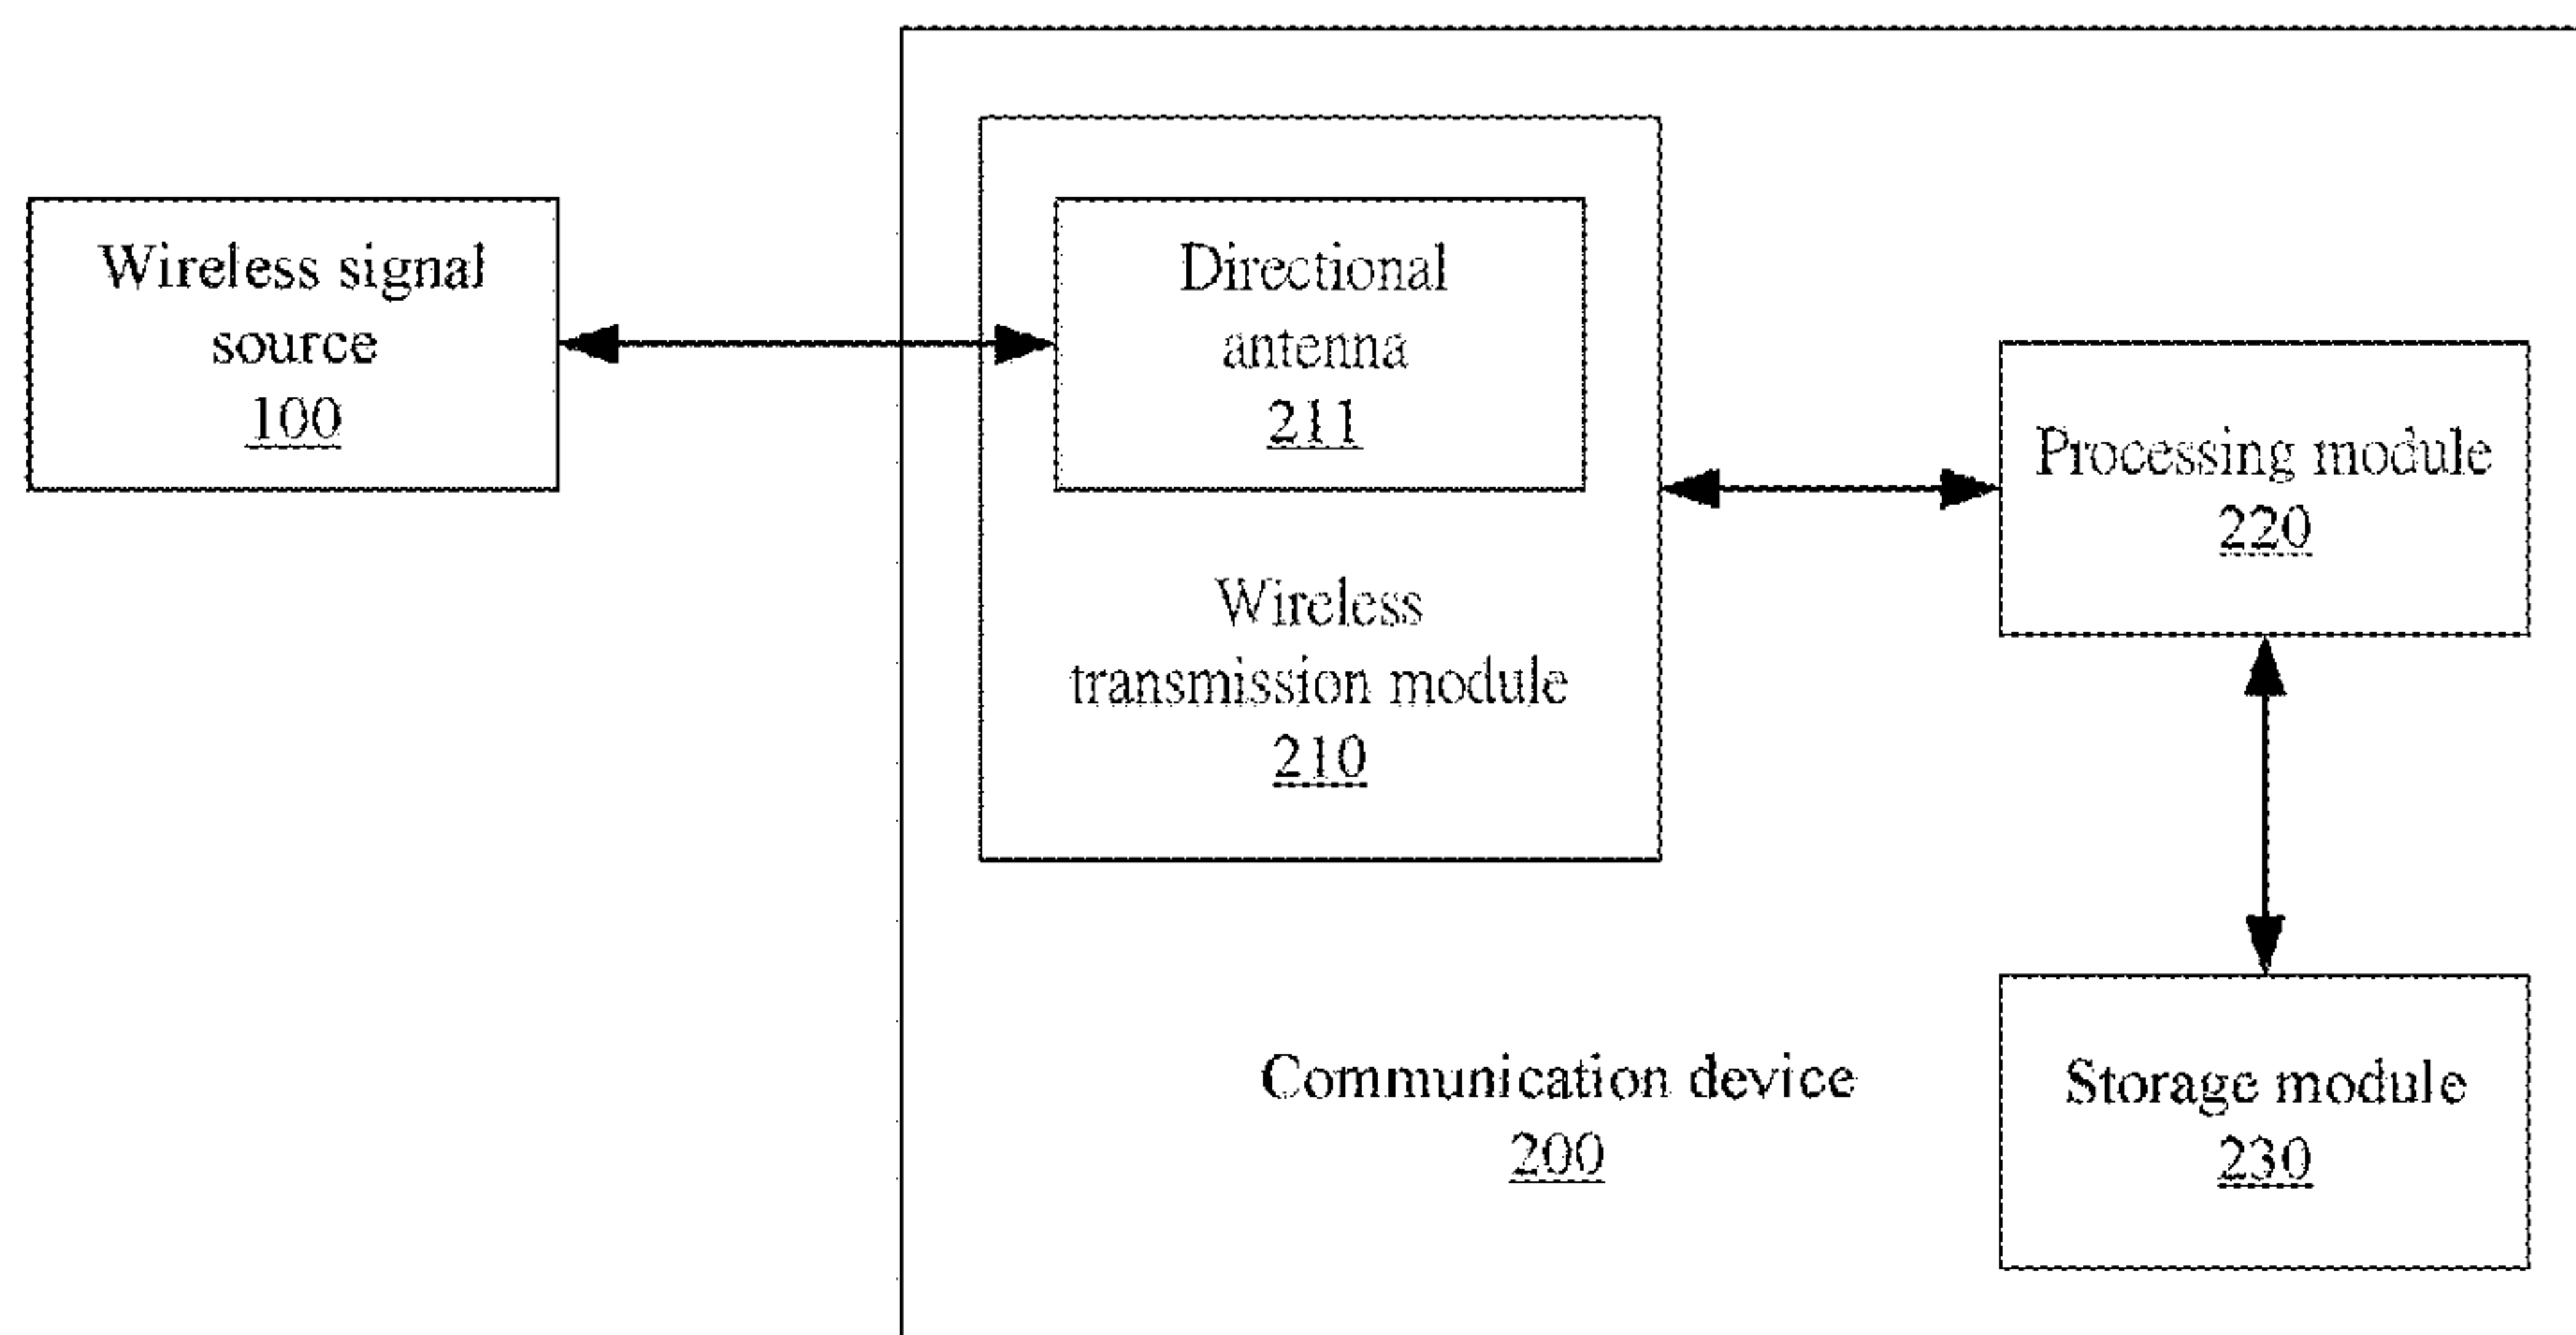 Wireless signal
source
100
Directional
antenna
211
Wireless
transmission module
210
Processing module
220
Storage module
230
Communication device
200